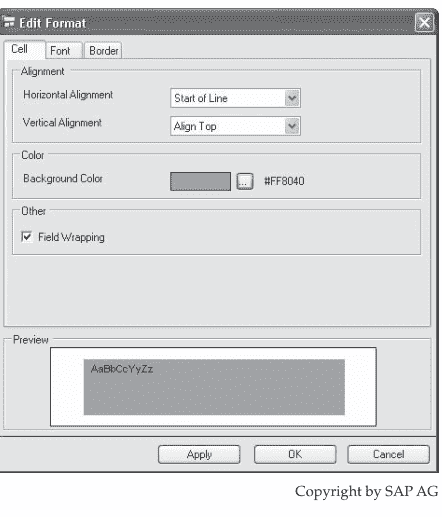 Edit Format
Cell Font Border
Alignment
Horizontal Alignment Start of Line
Vertical Alignment Align Top
Color
Background Color ... #FF8040
Other
Field Wrapping
Preview
AaBbCcYyZz
Apply OK Cancel
Copyright by SAP AG